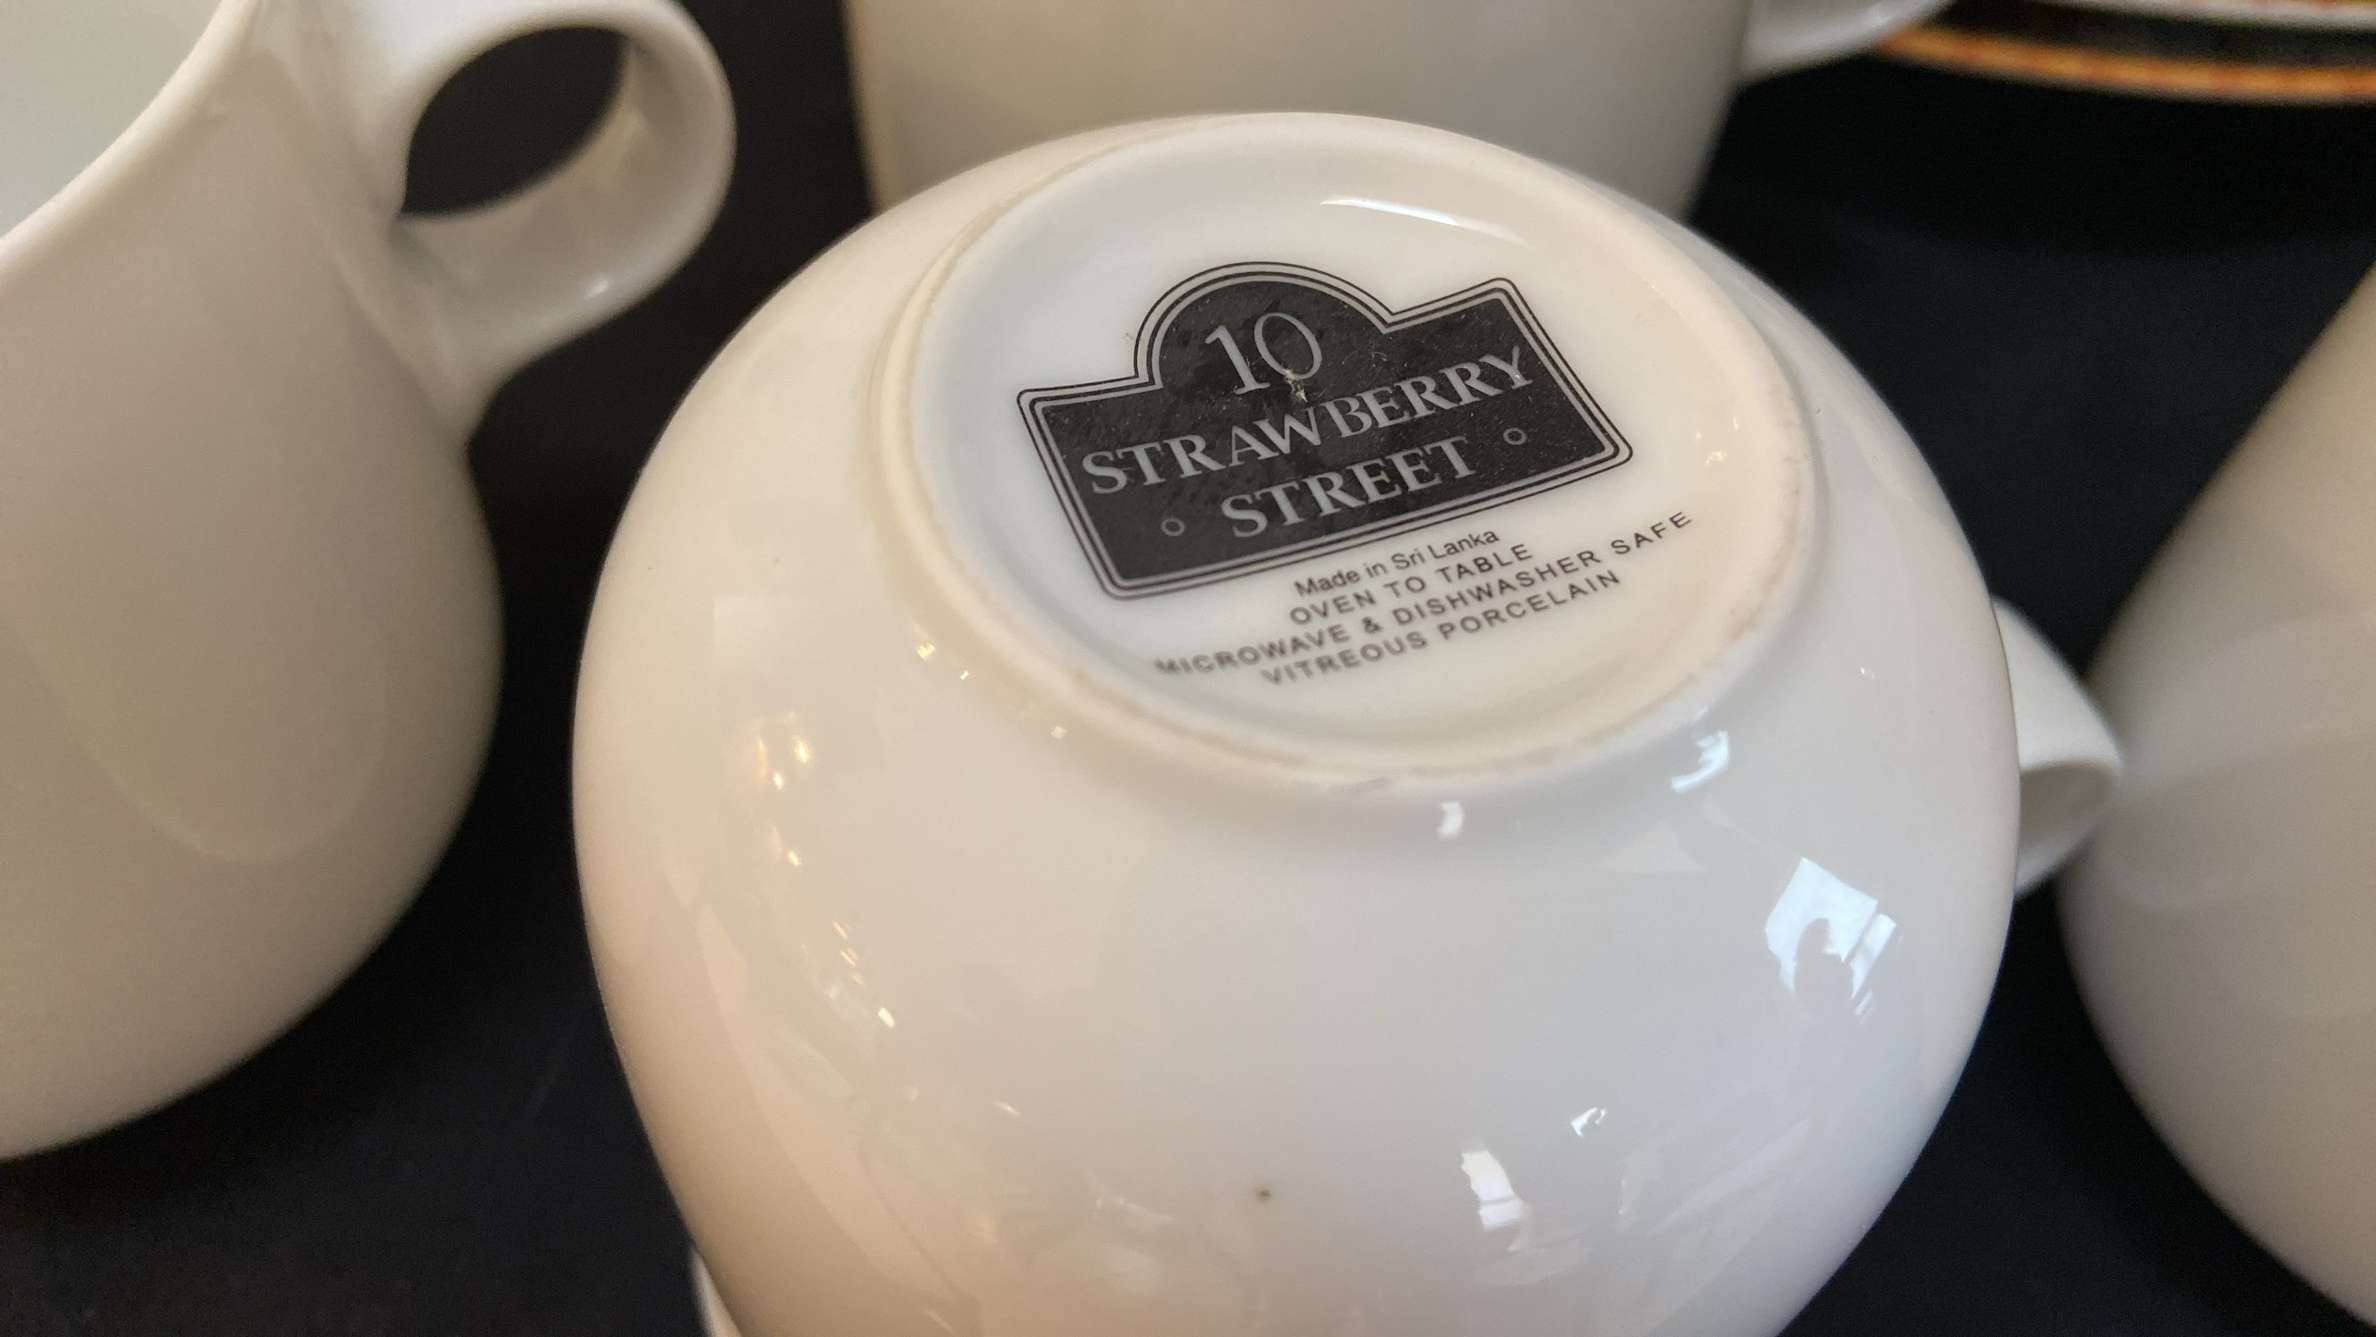 10
STRAWBERRY
STREET
Made in Sri Lanka
OVEN TO TABLE
MICROWAVE & DISHWASHER SAFE
VITREOUS PORCELAIN